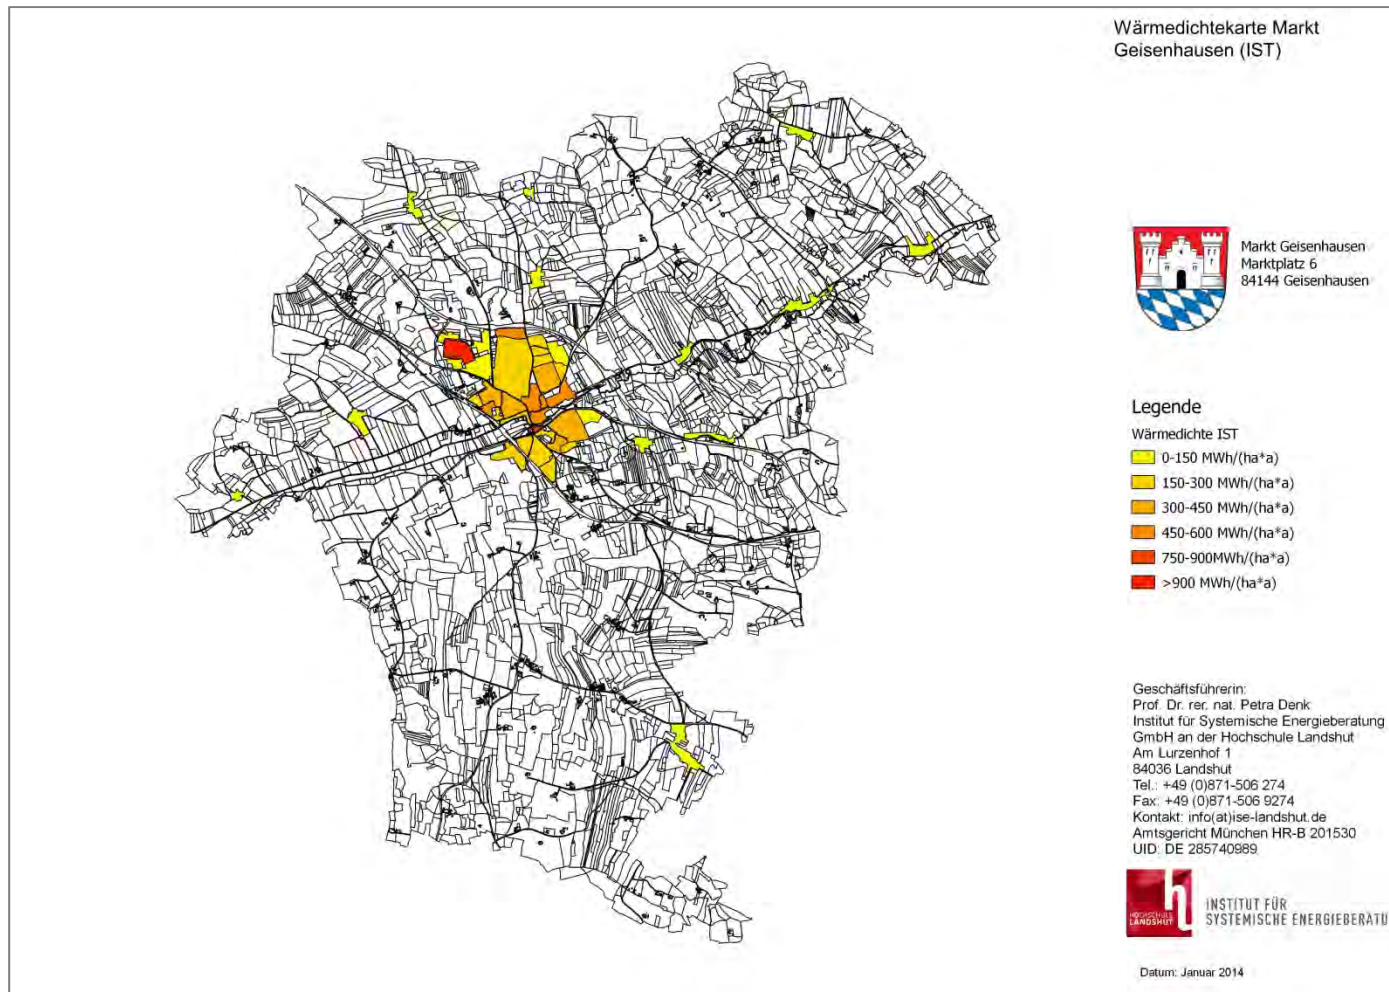 Wärmedichtekarte Markt
Geisenhausen (IST)
Markt Geisenhausen
Marktplatz 6
84144 Geisenhausen
Legende
Wärmedichte IST
0-150 MWh/(ha*a)
150-300 MWh/(ha*a)
300-450 MWh/(ha*a)
450-600 MWh/(ha*a)
750-900MWh/(ha*a)
>900 MWh/(ha*a)
Geschäftsführerin:
Prof. Dr. rer. nat. Petra Denk
Institut für Systemische Energieberatung
GmbH an der Hochschule Landshut
Am Lurzenhof 1
84036 Landshut
Tel.: +49 (0)871-506 274
Fax: +49 (0)871-506 9274
Kontakt: info(at)ise-landshut.de
Amtsgericht München HR-B 201530
UID: DE 285740989
HOCHSCHULE
LANDSHUT
INSTITUT FÜR
SYSTEMISCHE ENERGIEBERATU
Datum: Januar 2014